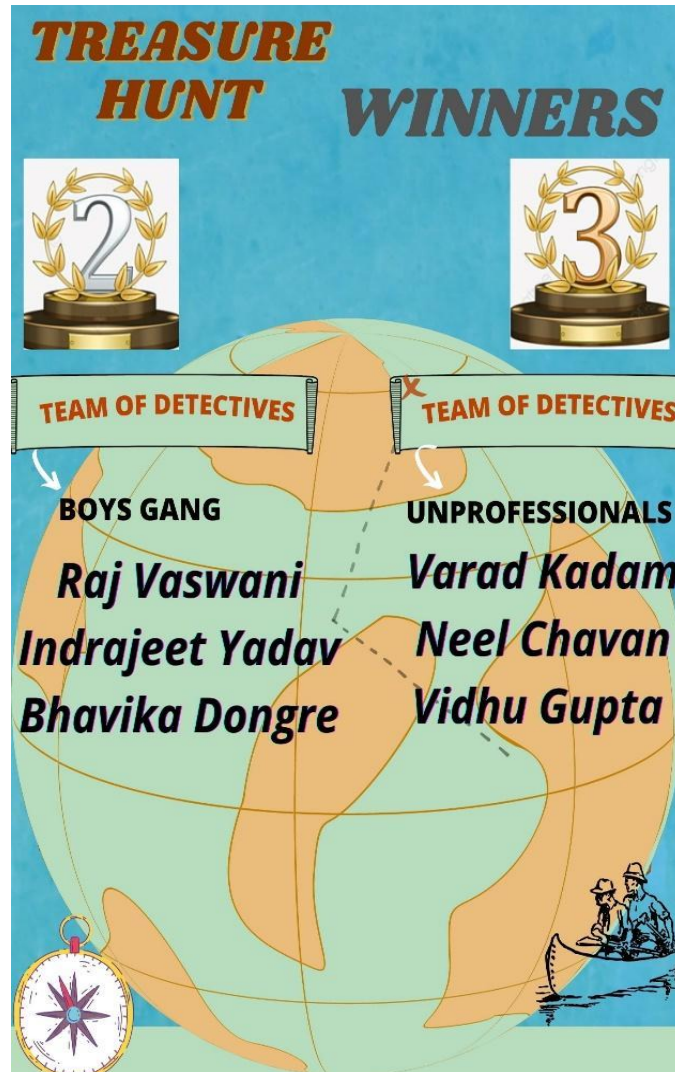 TREASURE
HUNT
WINNERS
2
3
TEAM OF DETECTIVES
BOYS GANG
Raj Vaswani
Indrajeet Yadav
Bhavika Dongre
X
TEAM OF DETECTIVES
UNPROFESSIONALS
Varad Kadam
Neel Chavan
Vidhu Gupta